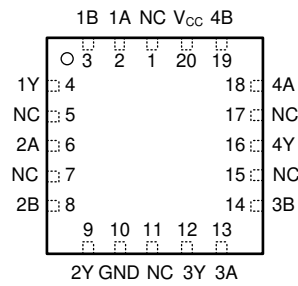 1B 1A NC VCC 4B
3 2 1 20 19
1Y 4 18 4A
NC 5 17 NC
2A 6 16 4Y
NC 7 15 NC
2B 8 14 3B
9 10 11 12 13
2Y GND NC 3Y 3A